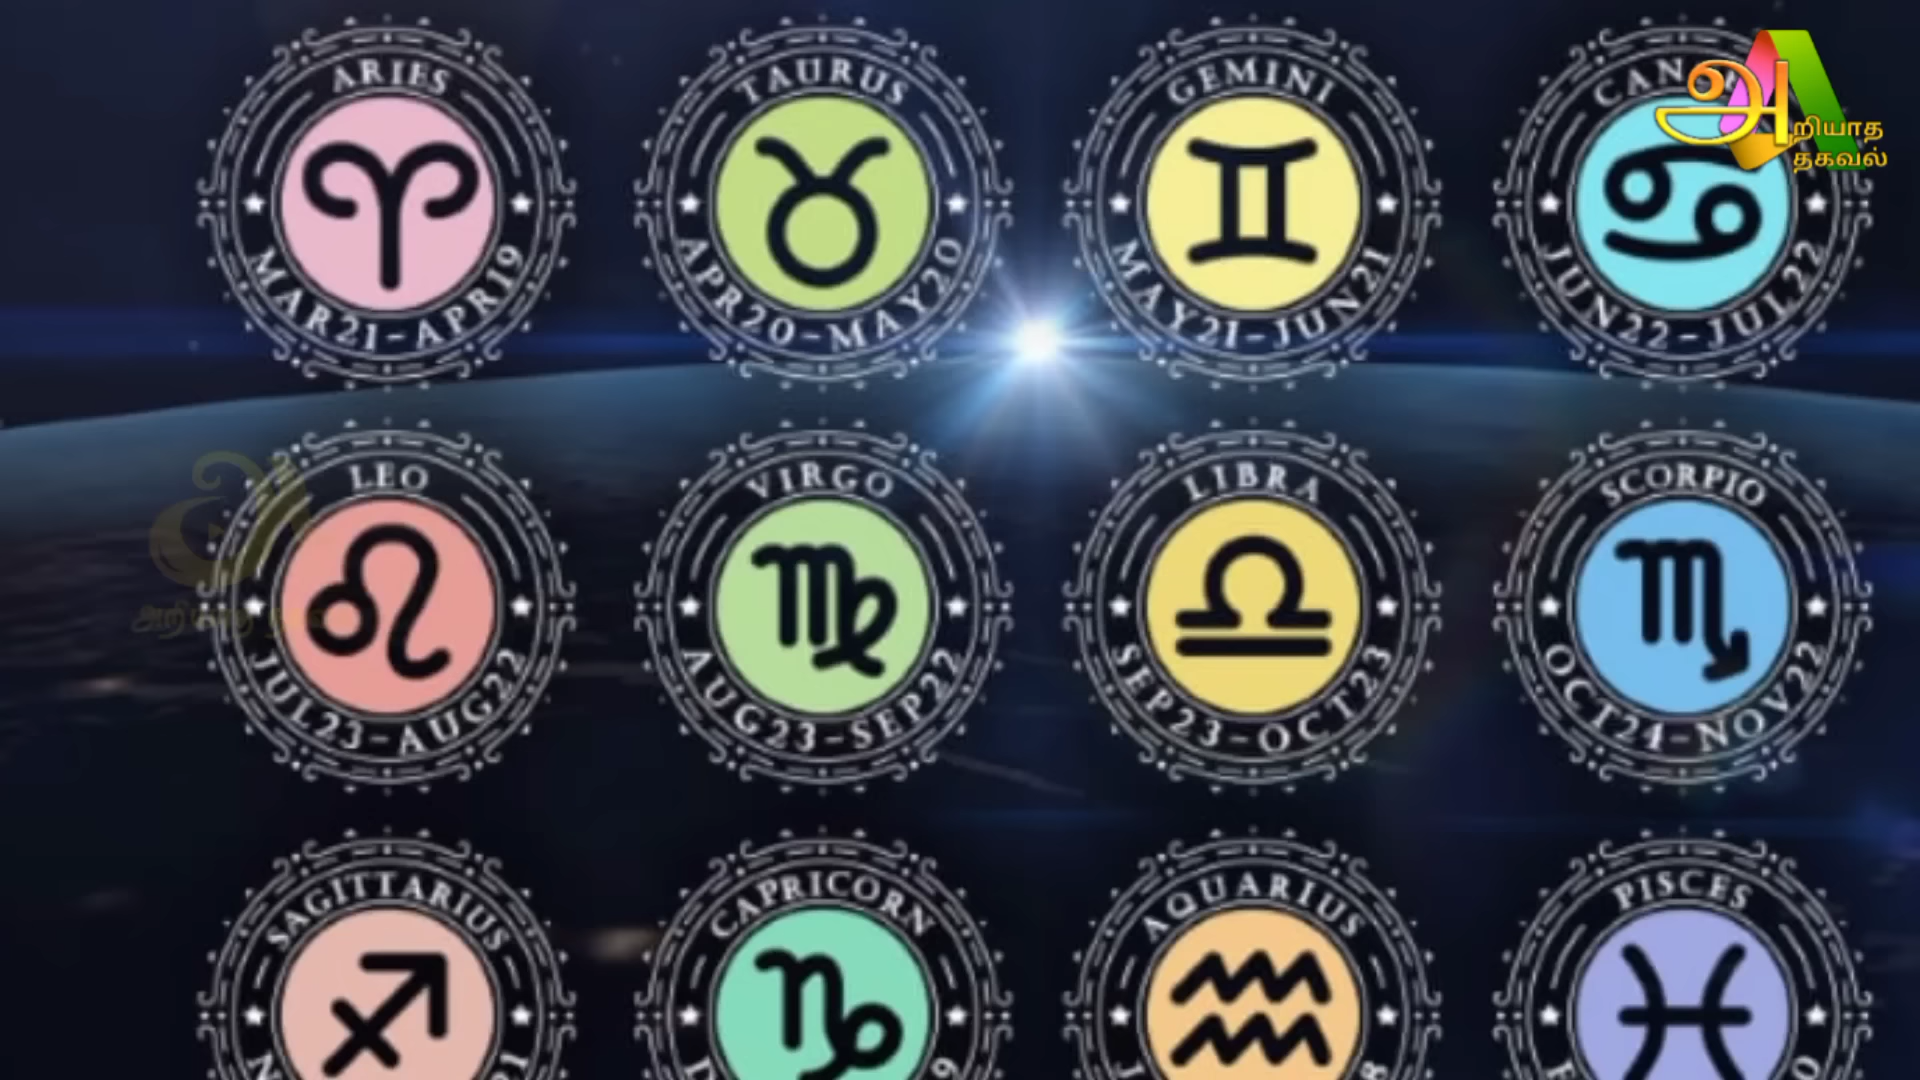 ARIES
MAR21-APR19
TAURUS
APR20-MAY20
GEMINI
MAY21-JUN21
JUN22-JUL22
அறியாத
தகவல்
LEO
JUL23-AUG22
VIRGO
AUG23-SEP22
LIBRA
SEP23-OCT23
SCORPIO
OCT24-NOV22
SAGITTARIUS
CAPRICORN
AQUARIUS
PISCES